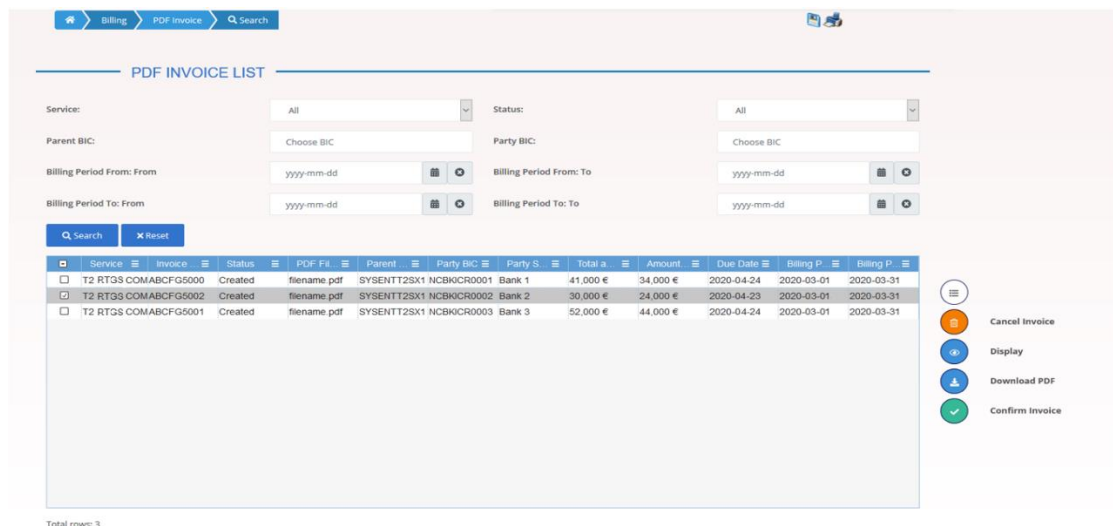 Billing PDF Invoice Search
PDF INVOICE LIST
Service: All Status: All
Parent BIC: Choose BIC Party BIC: Choose BIC
Billing Period From: From yyyy-mm-dd Billing Period From: To yyyy-mm-dd
Billing Period To: From yyyy-mm-dd Billing Period To: To yyyy-mm-dd
Search Reset
Service Invoice ... Status PDF Fil... Parent ... Party BIC Party S... Total a... Amount... Due Date Billing P... Billing P...
T2 RTGS COMABCFG5000 Created filename.pdf SYSENTT2SX1 NCBKICR0001 Bank 1 41,000 € 34,000 € 2020-04-24 2020-03-01 2020-03-31
T2 RTGS COMABCFG5002 Created filename.pdf SYSENTT2SX1 NCBKICR0002 Bank 2 30,000 € 24,000 € 2020-04-23 2020-03-01 2020-03-31
T2 RTGS COMABCFG5001 Created filename.pdf SYSENTT2SX1 NCBKICR0003 Bank 3 52,000 € 44,000 € 2020-04-24 2020-03-01 2020-03-31
Cancel Invoice
Display
Download PDF
Confirm Invoice
Total rows: 3